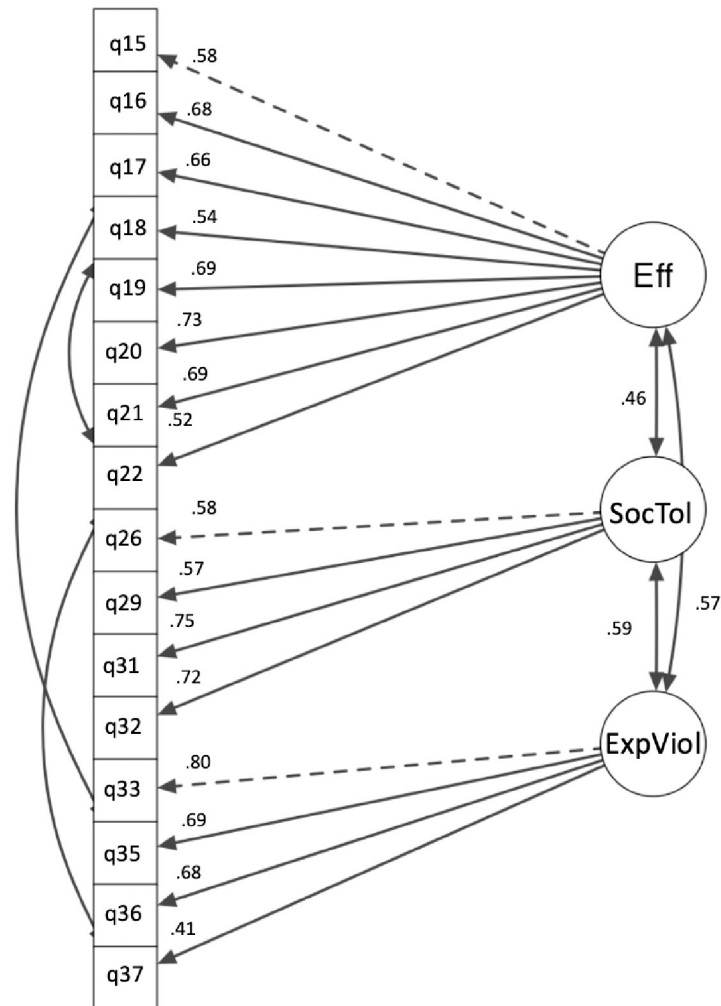 q15
.58
q16
.68
q17
.66
q18
.54
q19
.69
q20
.73
q21
.69
q22
.52
Eff
.46
q26
.58
SocTol
q29
.57
q31
.75
q32
.72
.59
.57
q33
.80
ExpViol
q35
.69
q36
.68
q37
.41